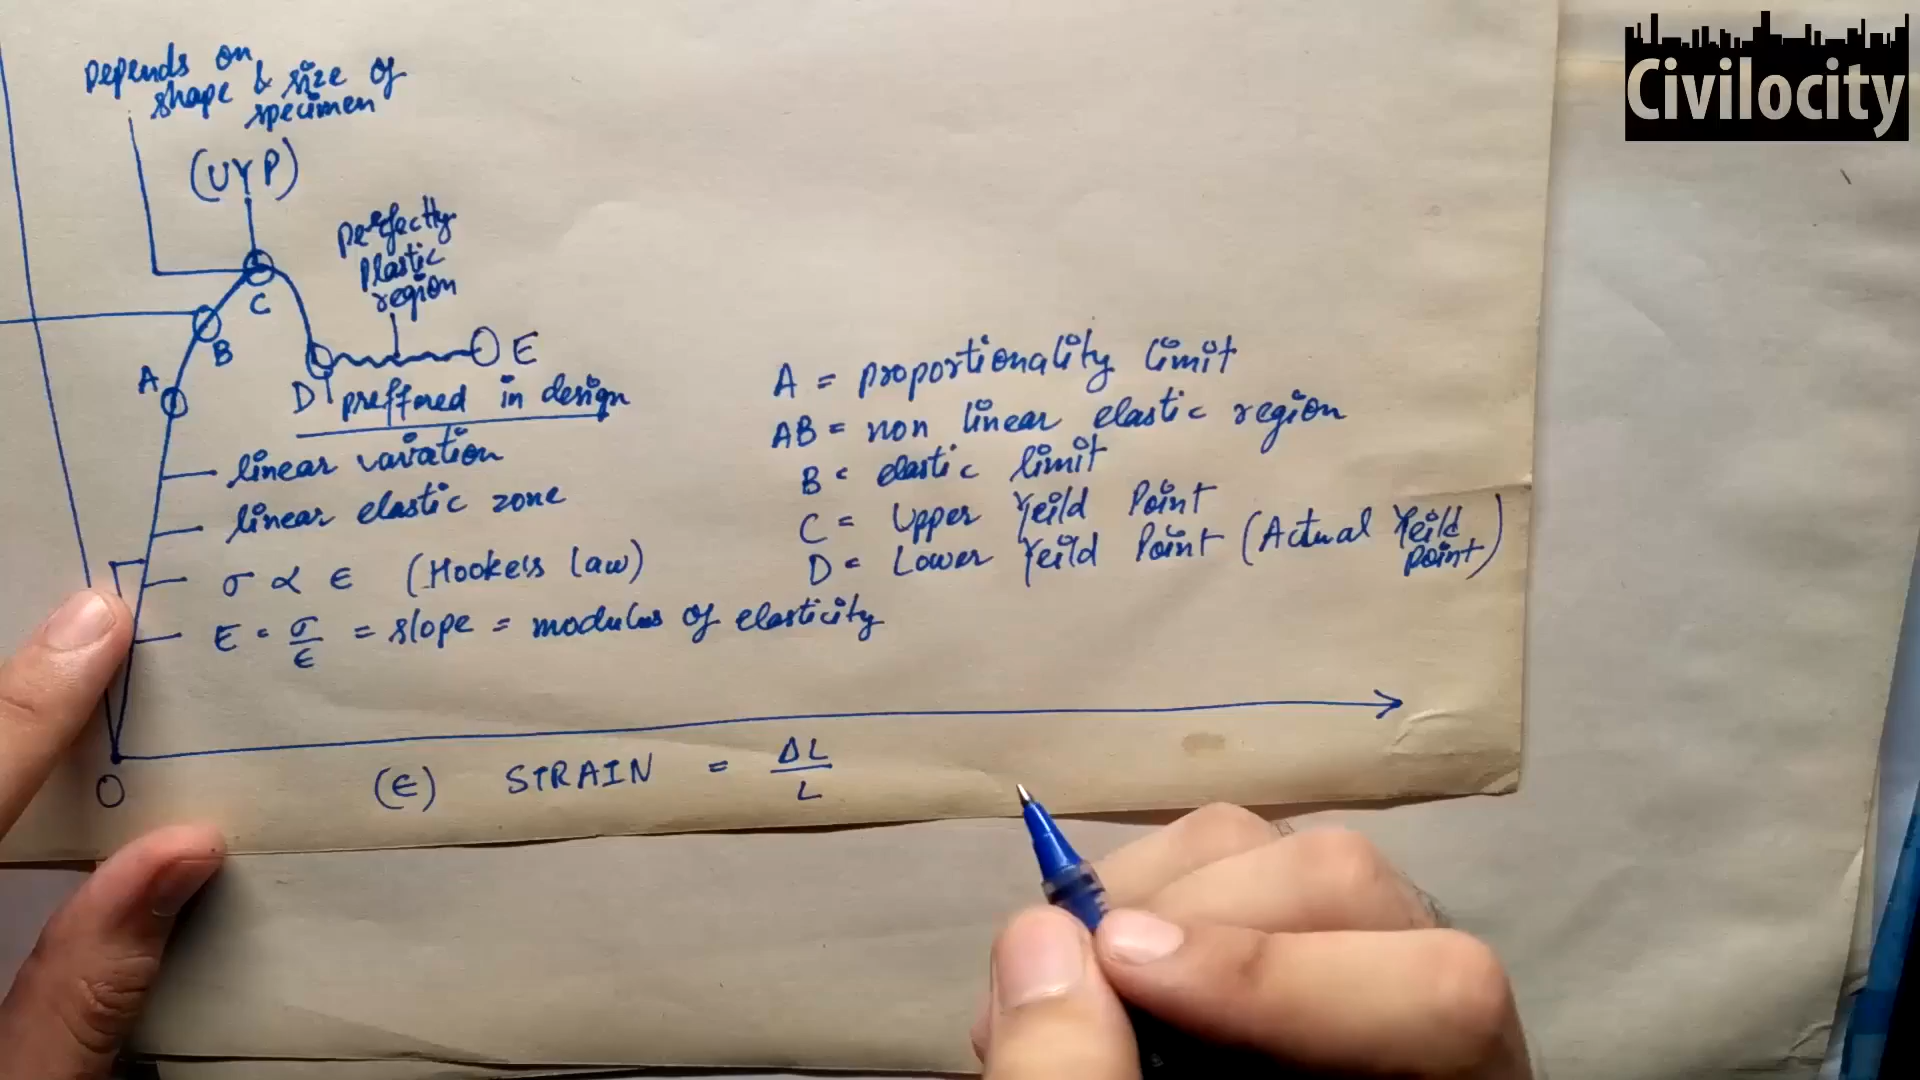 Depends on
shape & size of
specimen
(UYP)
perfectly
plastic
region
C
B
A
D
E
preffered in design
linear variation
linear elastic zone
σ ∝ ϵ (Hooke's law)
E = σ/ϵ = slope = modulus of elasticity
A = proportionality limit
AB = non linear elastic region
B = elastic limit
C = Upper Yeild Point
D = Lower Yeild Point (Actual Yeild
Point)
O
(ϵ) STRAIN = ΔL/L
Civilocity